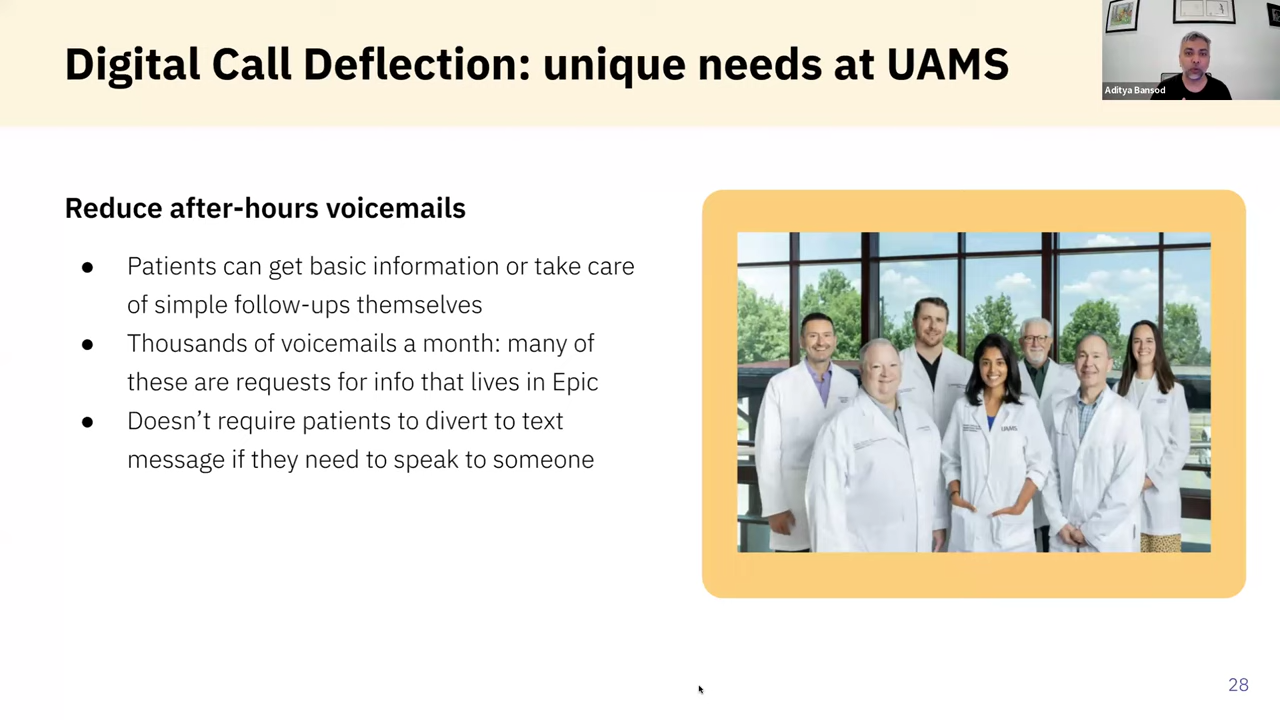 Digital Call Deflection: unique needs at UAMS
Aditya Bansod
Reduce after-hours voicemails
● Patients can get basic information or take care
of simple follow-ups themselves
● Thousands of voicemails a month: many of
these are requests for info that lives in Epic
● Doesn’t require patients to divert to text
message if they need to speak to someone
UAMS
28